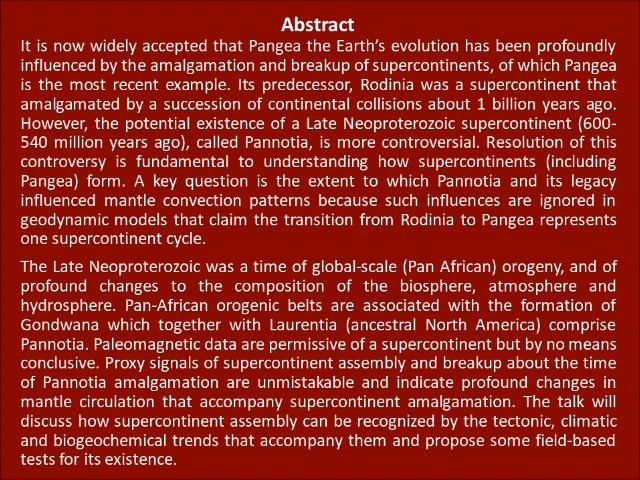 Abstract
It is now widely accepted that Pangea the Earth’s evolution has been profoundly
influenced by the amalgamation and breakup of supercontinents, of which Pangea
is the most recent example. Its predecessor, Rodinia was a supercontinent that
amalgamated by a succession of continental collisions about 1 billion years ago.
However, the potential existence of a Late Neoproterozoic supercontinent (600-
540 million years ago), called Pannotia, is more controversial. Resolution of this
controversy is fundamental to understanding how supercontinents (including
Pangea) form. A key question is the extent to which Pannotia and its legacy
influenced mantle convection patterns because such influences are ignored in
geodynamic models that claim the transition from Rodinia to Pangea represents
one supercontinent cycle.
The Late Neoproterozoic was a time of global-scale (Pan African) orogeny, and of
profound changes to the composition of the biosphere, atmosphere and
hydrosphere. Pan-African orogenic belts are associated with the formation of
Gondwana which together with Laurentia (ancestral North America) comprise
Pannotia. Paleomagnetic data are permissive of a supercontinent but by no means
conclusive. Proxy signals of supercontinent assembly and breakup about the time
of Pannotia amalgamation are unmistakable and indicate profound changes in
mantle circulation that accompany supercontinent amalgamation. The talk will
discuss how supercontinent assembly can be recognized by the tectonic, climatic
and biogeochemical trends that accompany them and propose some field-based
tests for its existence.